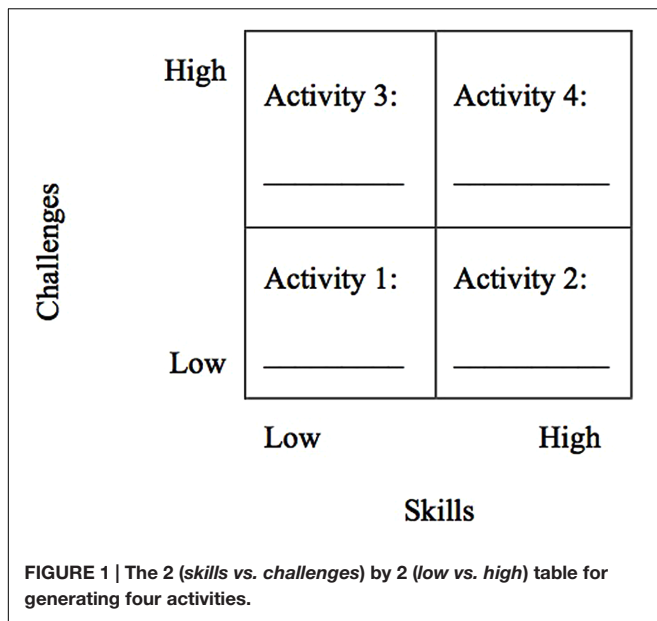 High
Activity 3:
Activity 4:
Challenges
Activity 1:
Activity 2:
Low
Low
High
Skills
FIGURE 1 | The 2 (skills vs. challenges) by 2 (low vs. high) table for
generating four activities.